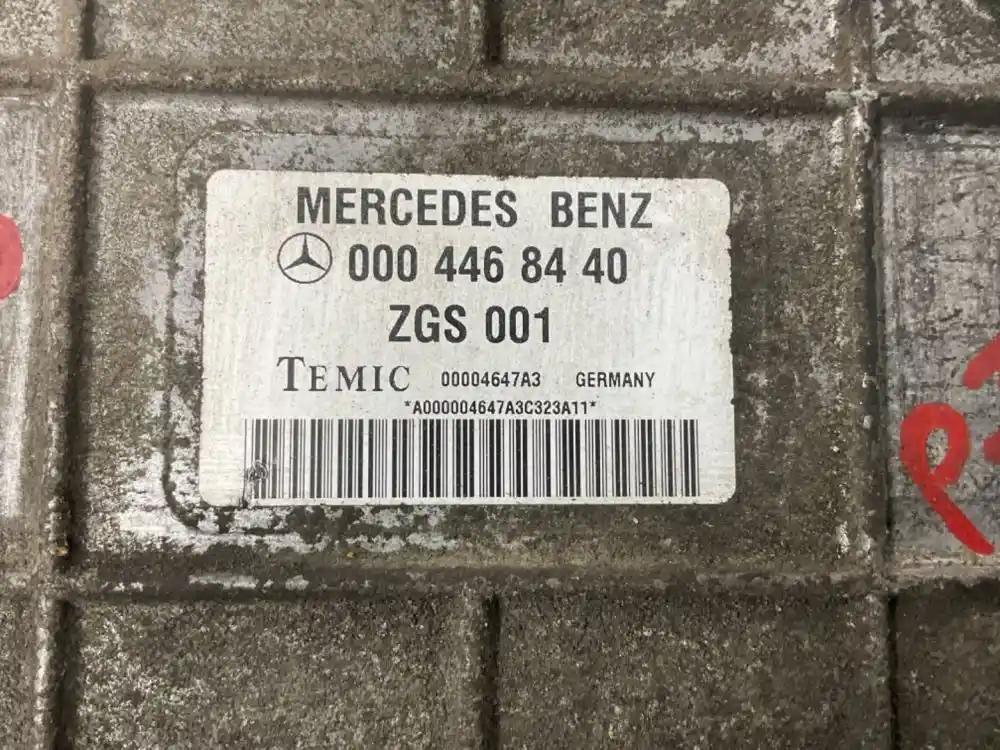 MERCEDES BENZ
000 446 84 40
ZGS 001
TEMIC 00004647A3 GERMANY
*A000004647A3C323A11*